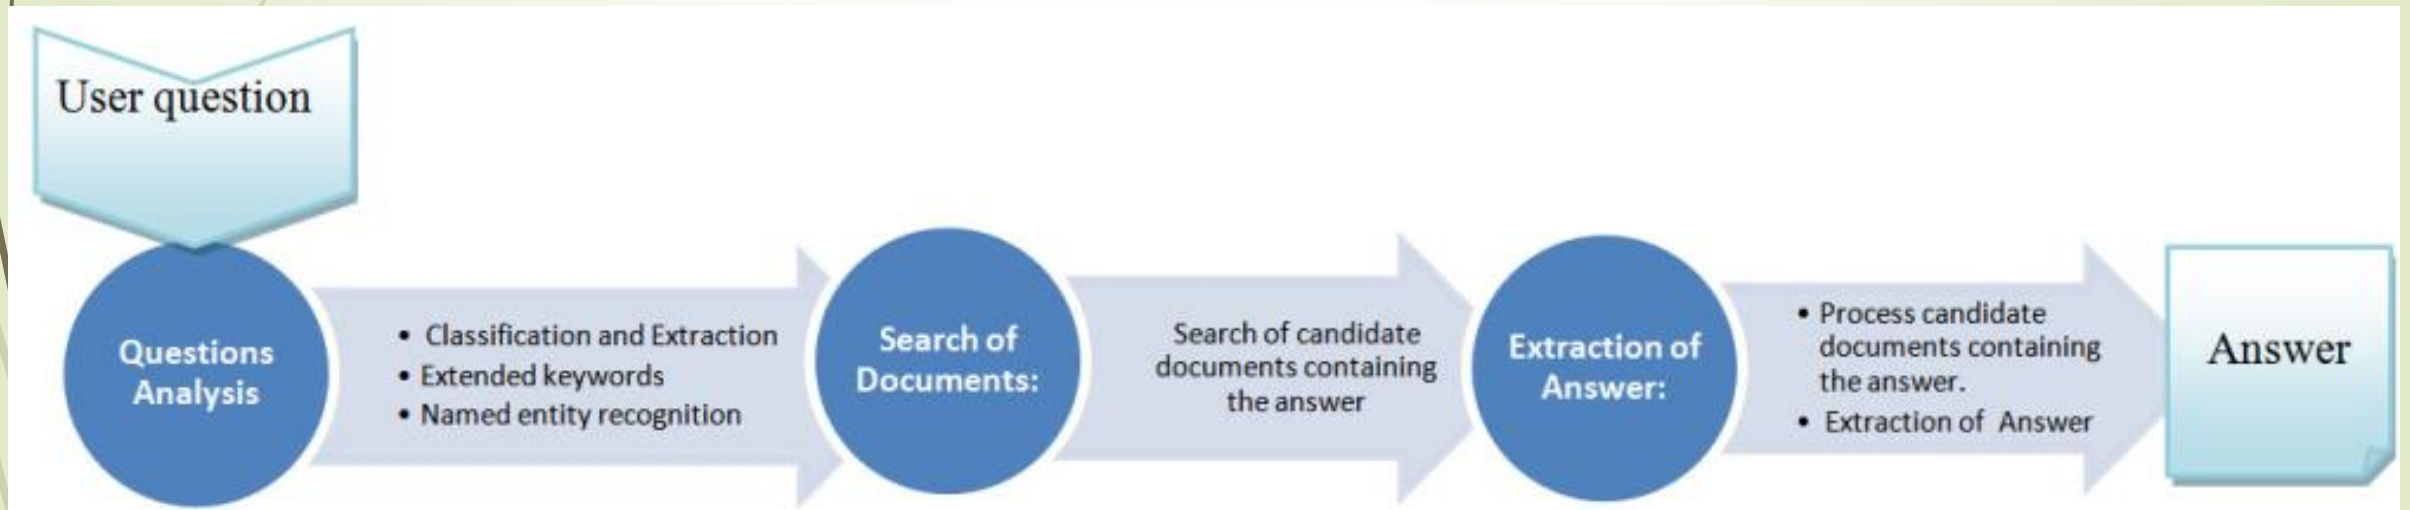 User question
Questions
Analysis
• Classification and Extraction
• Extended keywords
• Named entity recognition
Search of
Documents:
Search of candidate
documents containing
the answer
Extraction of
Answer:
• Process candidate
documents containing
the answer.
• Extraction of Answer
Answer